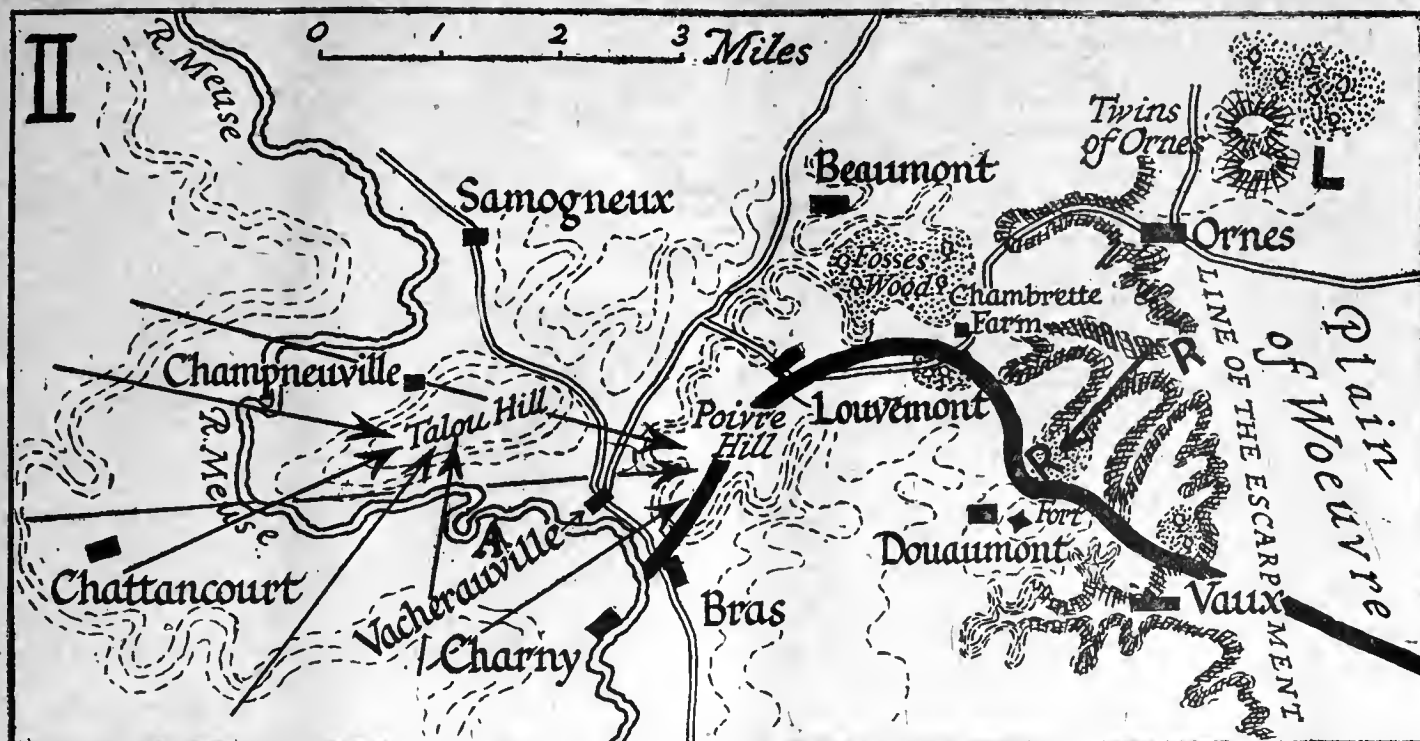 II
0 1 2 3 Miles
R. Meuse
Twins
of Ornes
L
Beaumont
Samogneux
Ornes
Fosses
Wood
Chambrette
Farm
Plain
of Woeuvre
LINE OF THE ESCARPMENT
R
Champneuville
Talou Hill
Poivre
Hill
Louvemont
R. Meuse
R
A
Fort
Douaumont
Chattancourt
Vacherauville
Bras
Vaux
Charny